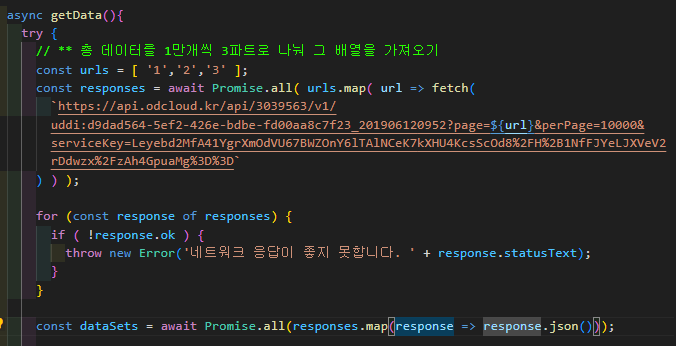 async getData(){
try {
// ** 총 데이터를 1만개씩 3파트로 나눠 그 배열을 가져오기
const urls = [ '1','2','3' ];
const responses = await Promise.all( urls.map( url => fetch(
`https://api.odcloud.kr/api/3039563/v1/
uddi:d9dad564-5ef2-426e-bdbe-fd00aa8c7f23_201906120952?page=${url}&perPage=10000&
serviceKey=Leyebd2MfA41YgrXmOdVU67BWZOnY6lTAlNCeK7kXHU4KcsScOd8%2FH%2B1NfFJYeLJXVeV2
rDdwzx%2FzAh4GpuaMg%3D%3D`
) ) );
for (const response of responses) {
if ( !response.ok ) {
throw new Error('네트워크 응답이 좋지 못합니다. ' + response.statusText);
}
}
const dataSets = await Promise.all(responses.map(response => response.json()));